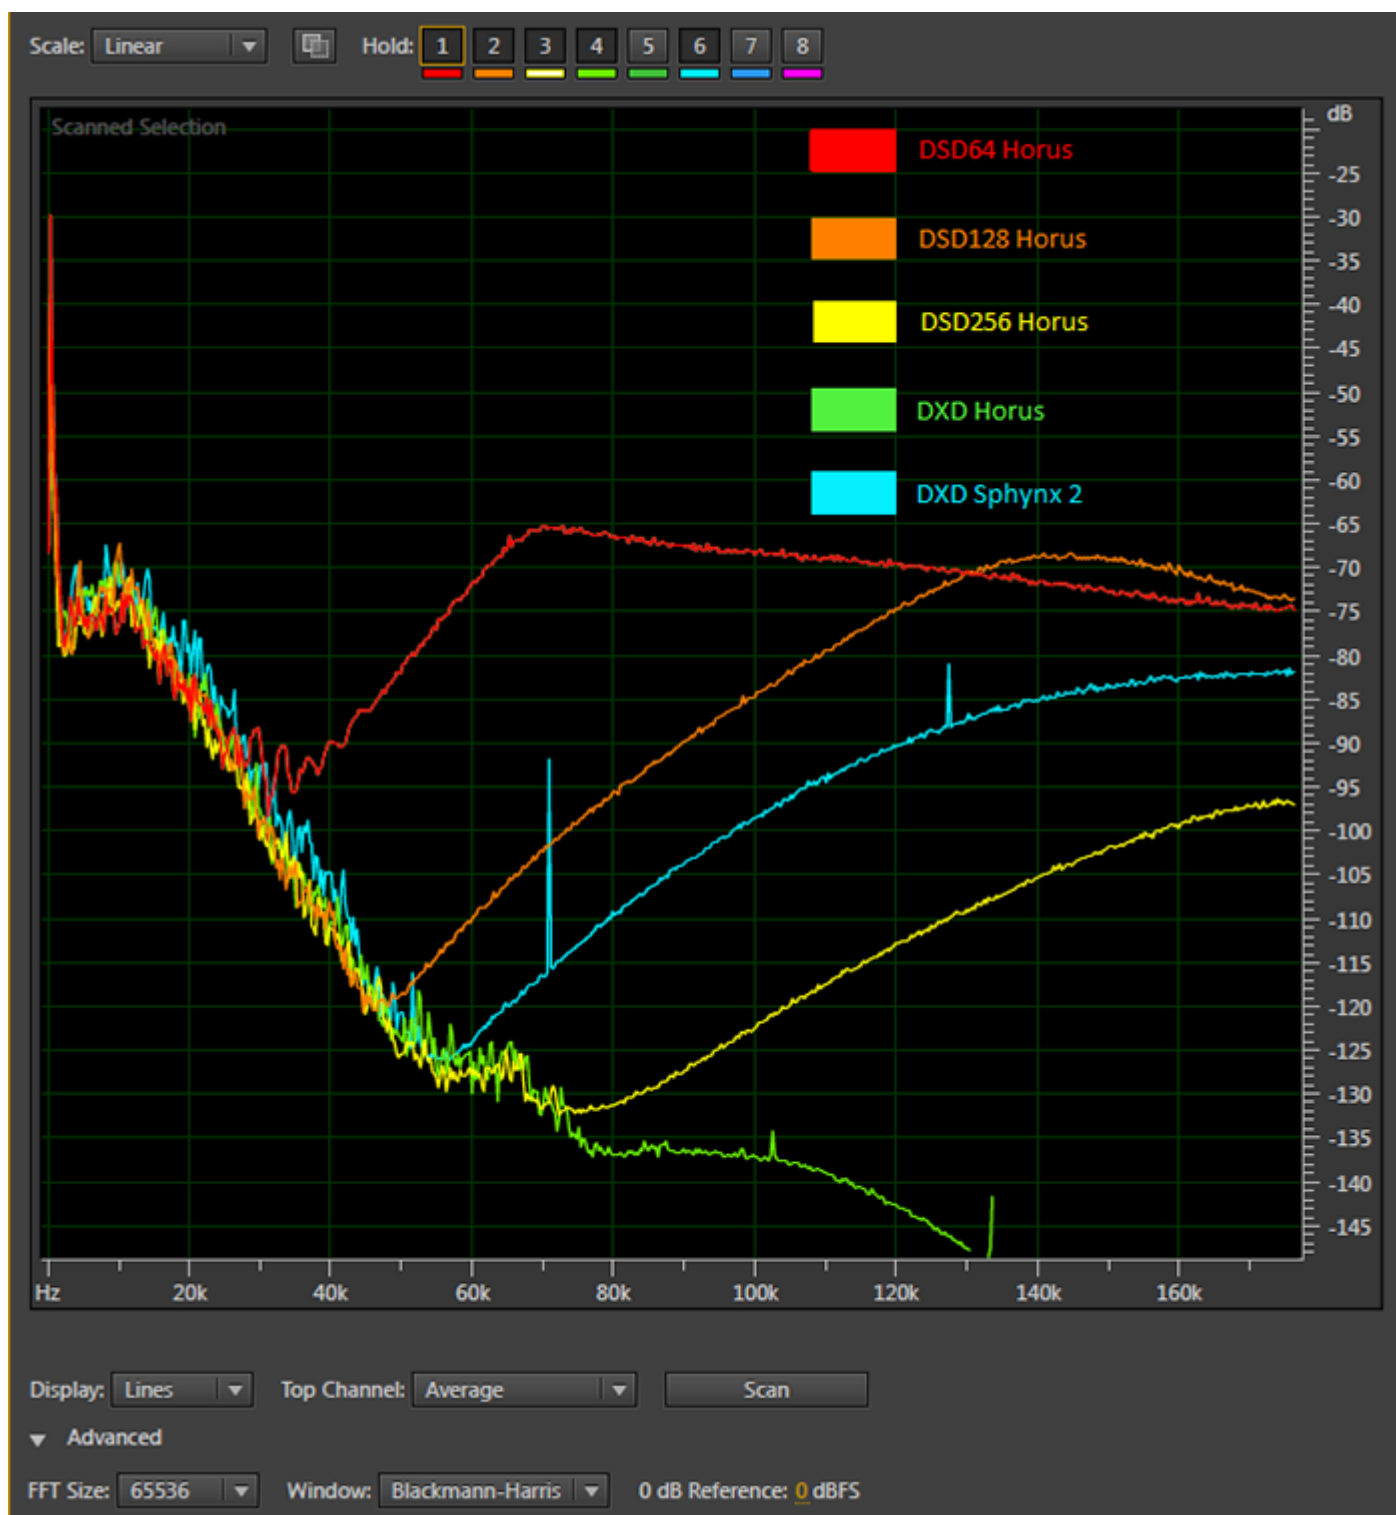 Scale: Linear Hold: 1 2 3 4 5 6 7 8
Scanned Selection
dB
DSD64 Horus
DSD128 Horus
DSD256 Horus
DXD Horus
DXD Sphynx 2
-25
-30
-35
-40
-45
-50
-55
-60
-65
-70
-75
-80
-85
-90
-95
-100
-105
-110
-115
-120
-125
-130
-135
-140
-145
Hz 20k 40k 60k 80k 100k 120k 140k 160k
Display: Lines Top Channel: Average Scan
Advanced
FFT Size: 65536 Window: Blackmann-Harris 0 dB Reference: 0 dBFS